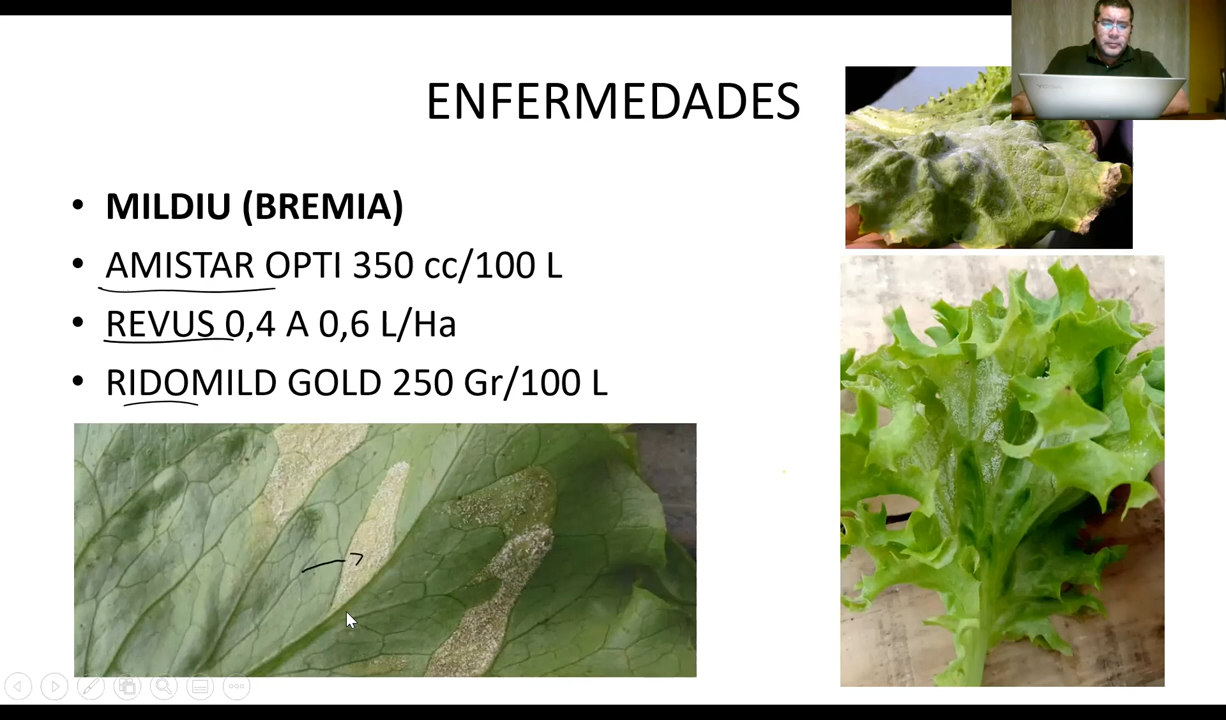 ENFERMEDADES
• MILDIU (BREMIA)
• AMISTAR OPTI 350 cc/100 L
• REVUS 0,4 A 0,6 L/Ha
• RIDOMILD GOLD 250 Gr/100 L